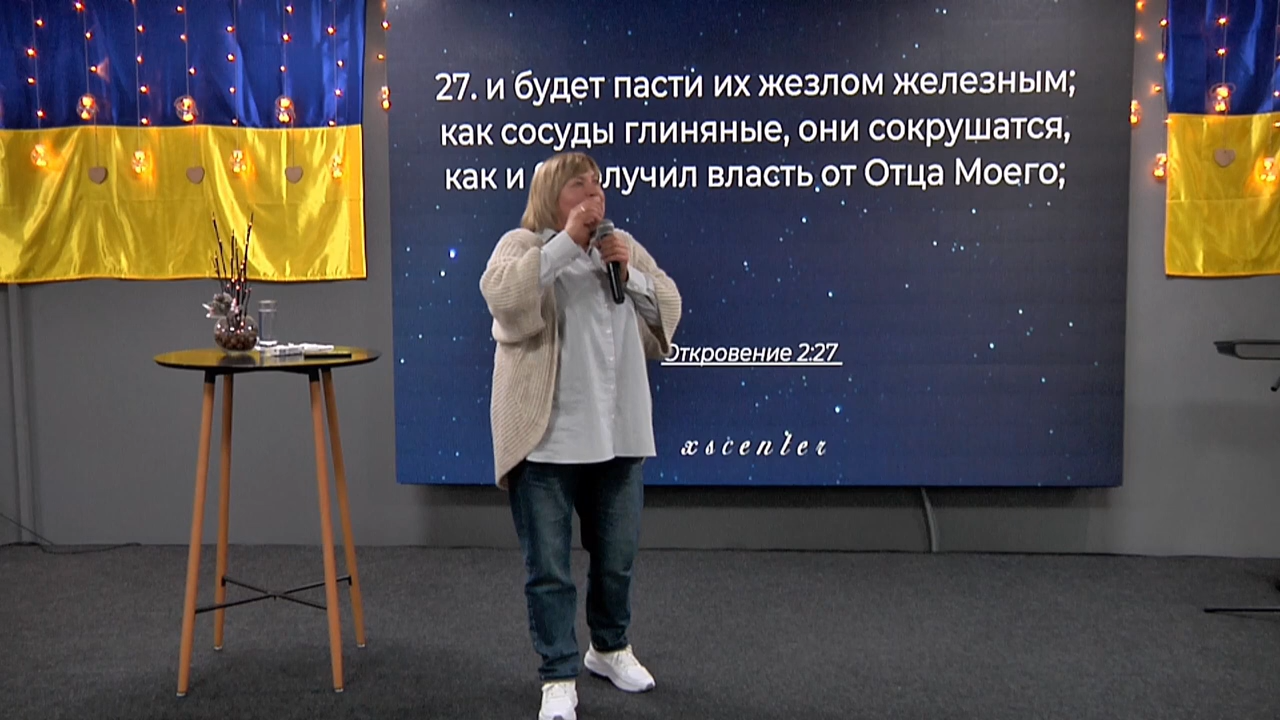 27. и будет пасти их жезлом железным;
как сосуды глиняные, они сокрушатся,
как и власть от Отца Моего;
Откровение 2:27
xscenter